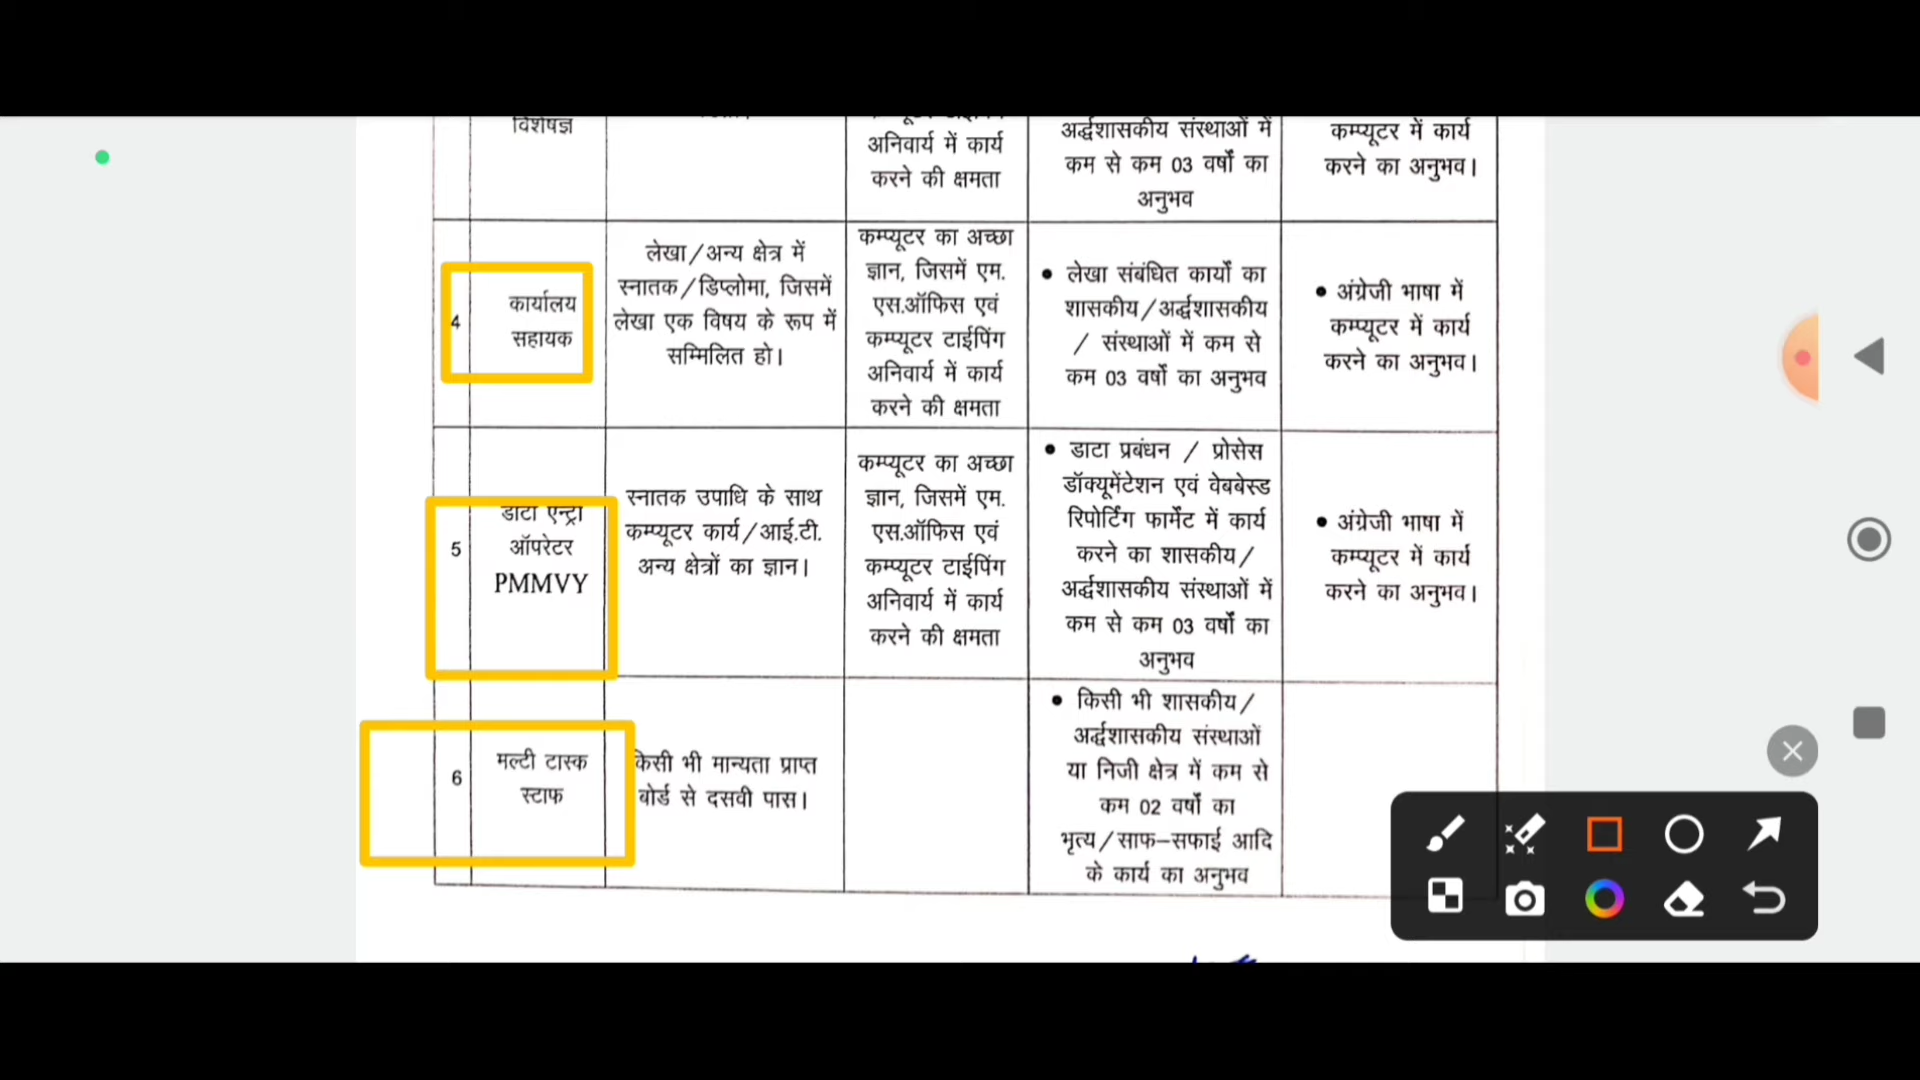 विशेषज्ञ
अनिवार्य में कार्य
करने की क्षमता
अर्द्धशासकीय संस्थाओं में
कम से कम 03 वर्षों का
अनुभव
कम्प्यूटर में कार्य
करने का अनुभव।
4
कार्यालय
सहायक
लेखा/अन्य क्षेत्र में
स्नातक/डिप्लोमा, जिसमें
लेखा एक विषय के रूप में
सम्मिलित हो।
कम्प्यूटर का अच्छा
ज्ञान, जिसमें एम.
एस.ऑफिस एवं
कम्प्यूटर टाईपिंग
अनिवार्य में कार्य
करने की क्षमता
• लेखा संबंधित कार्यो का
शासकीय/अर्द्धशासकीय
/ संस्थाओं में कम से
कम 03 वर्षों का अनुभव
• अंग्रेजी भाषा में
कम्प्यूटर में कार्य
करने का अनुभव।
5
डाटा एन्ट्री
ऑपरेटर
PMMVY
स्नातक उपाधि के साथ
कम्प्यूटर कार्य/आई.टी.
अन्य क्षेत्रों का ज्ञान।
कम्प्यूटर का अच्छा
ज्ञान, जिसमें एम.
एस.ऑफिस एवं
कम्प्यूटर टाईपिंग
अनिवार्य में कार्य
करने की क्षमता
• डाटा प्रबंधन / प्रोसेस
डॉक्यूमेंटेशन एवं वेबबेस्ड
रिपोर्टिंग फार्मेट में कार्य
करने का शासकीय/
अर्द्धशासकीय संस्थाओं में
कम से कम 03 वर्षों का
अनुभव
• अंग्रेजी भाषा में
कम्प्यूटर में कार्य
करने का अनुभव।
6
मल्टी टास्क
स्टाफ
किसी भी मान्यता प्राप्त
बोर्ड से दसवी पास।
• किसी भी शासकीय/
अर्द्धशासकीय संस्थाओं
या निजी क्षेत्र में कम से
कम 02 वर्षों का
भृत्य/साफ-सफाई आदि
के कार्य का अनुभव